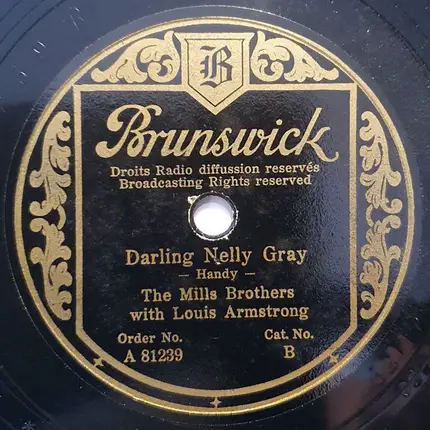 B
Brunswick
Droits Radio diffussion reservés
Broadcasting Rights reserved
Darling Nelly Gray
— Handy —
The Mills Brothers
with Louis Armstrong
Order No. Cat. No.
A 81239 B